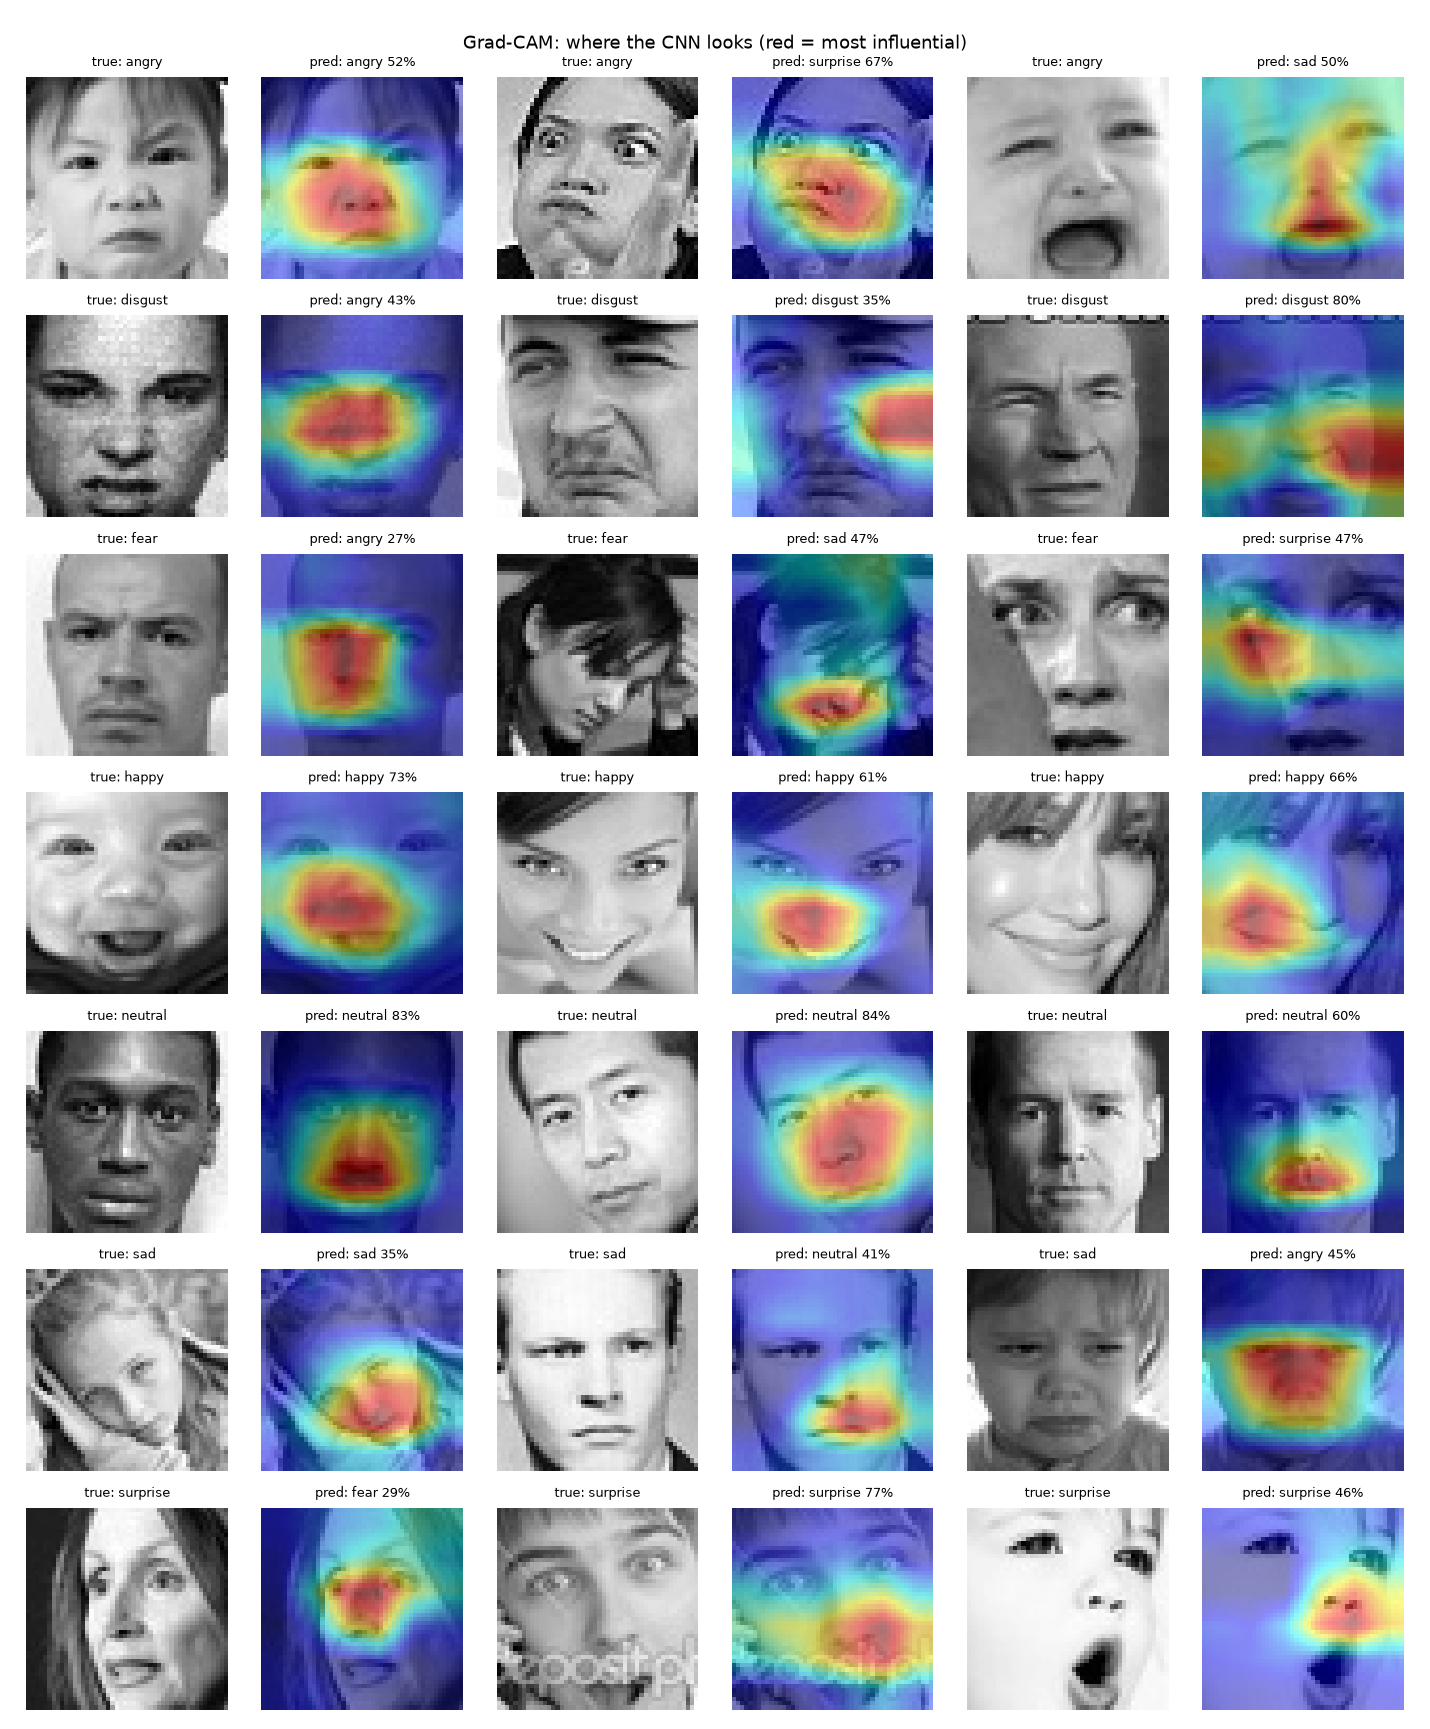 Grad-CAM: where the CNN looks (red = most influential)
true: angry pred: angry 52% true: angry pred: surprise 67% true: angry pred: sad 50%
true: disgust pred: angry 43% true: disgust pred: disgust 35% true: disgust pred: disgust 80%
true: fear pred: angry 27% true: fear pred: sad 47% true: fear pred: surprise 47%
true: happy pred: happy 73% true: happy pred: happy 61% true: happy pred: happy 66%
true: neutral pred: neutral 83% true: neutral pred: neutral 84% true: neutral pred: neutral 60%
true: sad pred: sad 35% true: sad pred: neutral 41% true: sad pred: angry 45%
true: surprise pred: fear 29% true: surprise pred: surprise 77% true: surprise pred: surprise 46%